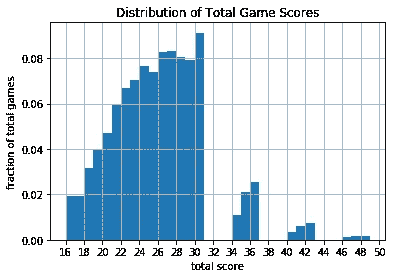 Distribution of Total Game Scores
fraction of total games
0.08
0.06
0.04
0.02
0.00
16 18 20 22 24 26 28 30 32 34 36 38 40 42 44 46 48 50
total score